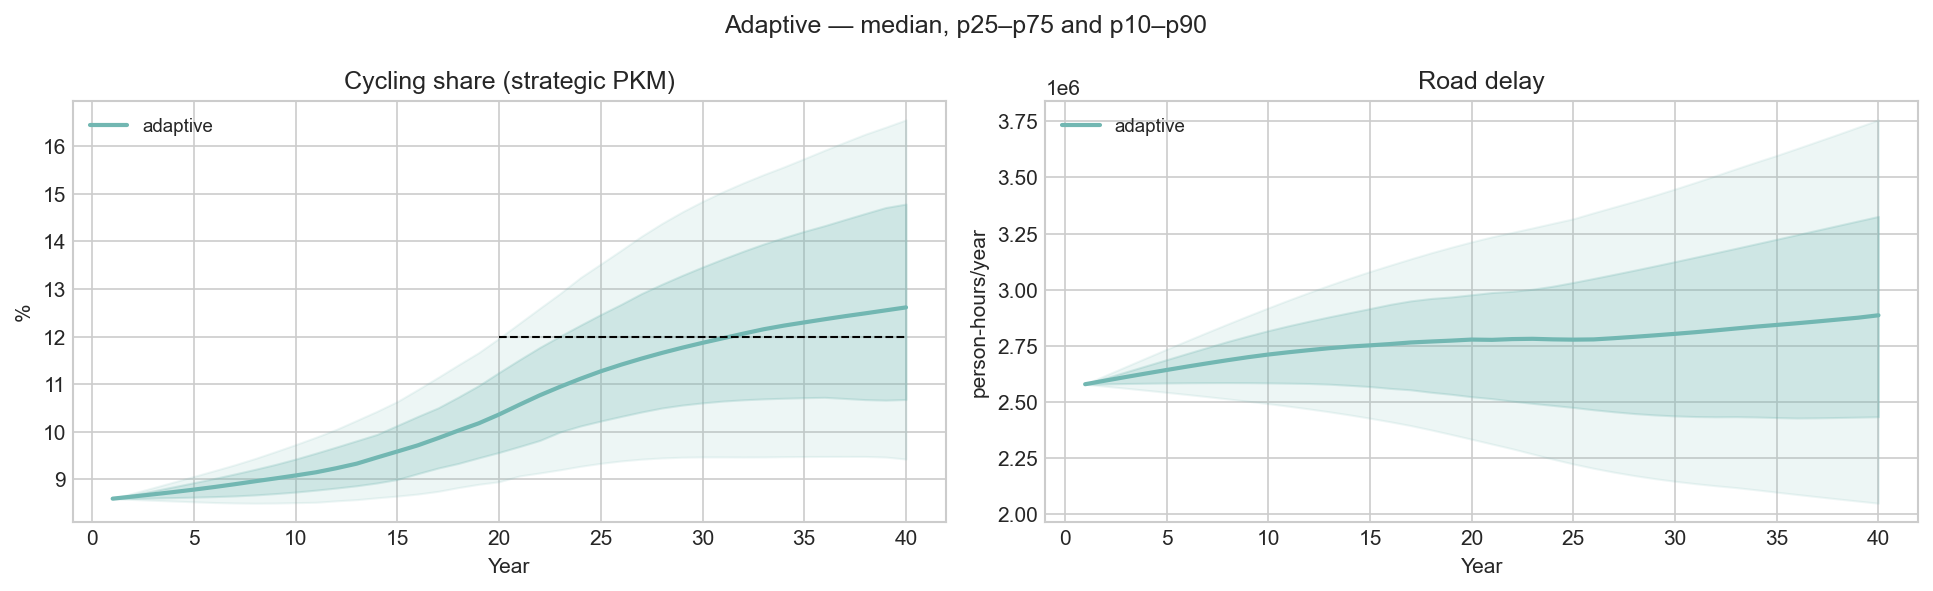 Adaptive — median, p25–p75 and p10–p90
Cycling share (strategic PKM)
adaptive
16
15
14
13
12
11
10
9
%
0 5 10 15 20 25 30 35 40
Year
Road delay
1e6
adaptive
3.75
3.50
3.25
3.00
2.75
2.50
2.25
2.00
person-hours/year
0 5 10 15 20 25 30 35 40
Year